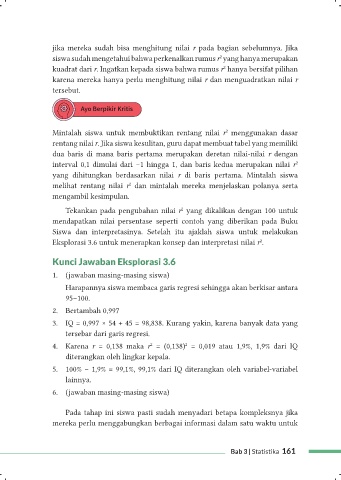 jika mereka sudah bisa menghitung nilai r pada bagian sebelumnya. Jika
siswa sudah mengetahui bahwa perkenalkan rumus r² yang hanya merupakan
kuadrat dari r. Ingatkan kepada siswa bahwa rumus r² hanya bersifat pilihan
karena mereka hanya perlu menghitung nilai r dan menguadratkan nilai r
tersebut.
Ayo Berpikir Kritis
Mintalah siswa untuk membuktikan rentang nilai r² menggunakan dasar
rentang nilai r. Jika siswa kesulitan, guru dapat membuat tabel yang memiliki
dua baris di mana baris pertama merupakan deretan nilai-nilai r dengan
interval 0,1 dimulai dari −1 hingga 1, dan baris kedua merupakan nilai r²
yang dihitungkan berdasarkan nilai r di baris pertama. Mintalah siswa
melihat rentang nilai r² dan mintalah mereka menjelaskan polanya serta
mengambil kesimpulan.
Tekankan pada pengubahan nilai r² yang dikalikan dengan 100 untuk
mendapatkan nilai persentase seperti contoh yang diberikan pada Buku
Siswa dan interpretasinya. Setelah itu ajaklah siswa untuk melakukan
Eksplorasi 3.6 untuk menerapkan konsep dan interpretasi nilai r².
Kunci Jawaban Eksplorasi 3.6
1. (jawaban masing-masing siswa)
Harapannya siswa membaca garis regresi sehingga akan berkisar antara
95–100.
2. Bertambah 0,997
3. IQ = 0,997 × 54 + 45 = 98,838. Kurang yakin, karena banyak data yang
tersebar dari garis regresi.
4. Karena r = 0,138 maka r² = (0,138)² = 0,019 atau 1,9%, 1,9% dari IQ
diterangkan oleh lingkar kepala.
5. 100% − 1,9% = 99,1%, 99,1% dari IQ diterangkan oleh variabel-variabel
lainnya.
6. (jawaban masing-masing siswa)
Pada tahap ini siswa pasti sudah menyadari betapa kompleksnya jika
mereka perlu menggabungkan berbagai informasi dalam satu waktu untuk
Bab 3 | Statistika 161